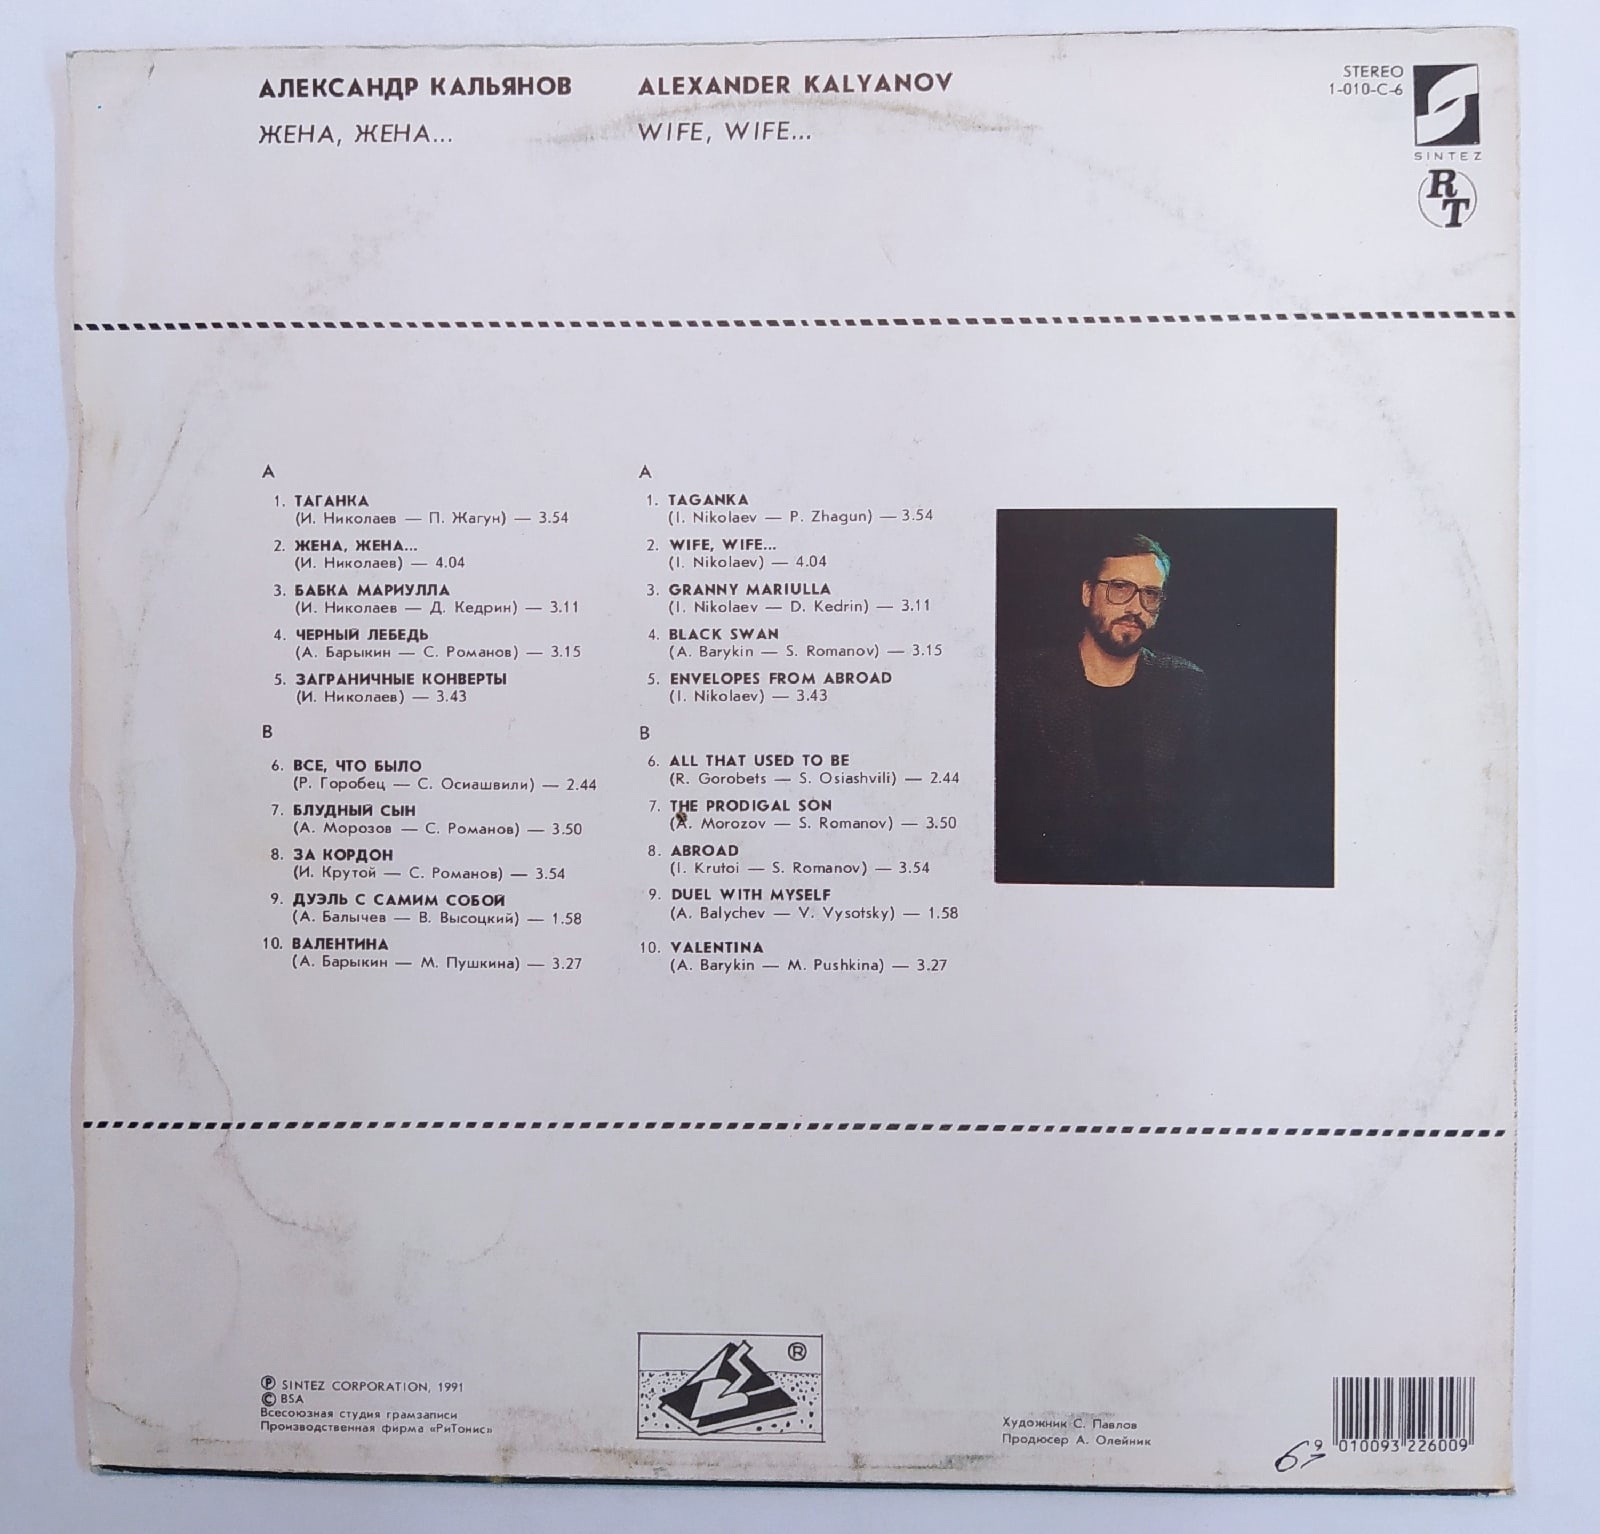 АЛЕКСАНДР КАЛЬЯНОВ
ЖЕНА, ЖЕНА...
ALEXANDER KALYANOV
WIFE, WIFE...
STEREO
1-010-C-6
SINTEZ
RT
A
1. ТАГАНКА
(И. Николаев — П. Жагун) — 3.54
2. ЖЕНА, ЖЕНА...
(И. Николаев) — 4.04
3. БАБКА МАРИУЛЛА
(И. Николаев — Д. Кедрин) — 3.11
4. ЧЕРНЫЙ ЛЕБЕДЬ
(А. Барыкин — С. Романов) — 3.15
5. ЗАГРАНИЧНЫЕ КОНВЕРТЫ
(И. Николаев) — 3.43
B
6. ВСЕ, ЧТО БЫЛО
(Р. Горобец — С. Осиашвили) — 2.44
7. БЛУДНЫЙ СЫН
(А. Морозов — С. Романов) — 3.50
8. ЗА КОРДОН
(И. Крутой — С. Романов) — 3.54
9. ДУЭЛЬ С САМИМ СОБОЙ
(А. Балычев — В. Высоцкий) — 1.58
10. ВАЛЕНТИНА
(А. Барыкин — М. Пушкина) — 3.27
A
1. TAGANKA
(I. Nikolaev — P. Zhagun) — 3.54
2. WIFE, WIFE...
(I. Nikolaev) — 4.04
3. GRANNY MARIULLA
(I. Nikolaev — D. Kedrin) — 3.11
4. BLACK SWAN
(A. Barykin — S. Romanov) — 3.15
5. ENVELOPES FROM ABROAD
(I. Nikolaev) — 3.43
B
6. ALL THAT USED TO BE
(R. Gorobets — S. Osiashvili) — 2.44
7. THE PRODIGAL SON
(A. Morozov — S. Romanov) — 3.50
8. ABROAD
(I. Krutoi — S. Romanov) — 3.54
9. DUEL WITH MYSELF
(A. Balychev — V. Vysotsky) — 1.58
10. VALENTINA
(A. Barykin — M. Pushkina) — 3.27
℗ SINTEZ CORPORATION, 1991
© BSA
Всесоюзная студия грамзаписи
Производственная фирма «РиТонис»
®
Художник С. Павлов
Продюсер А. Олейник
9 010093 226009